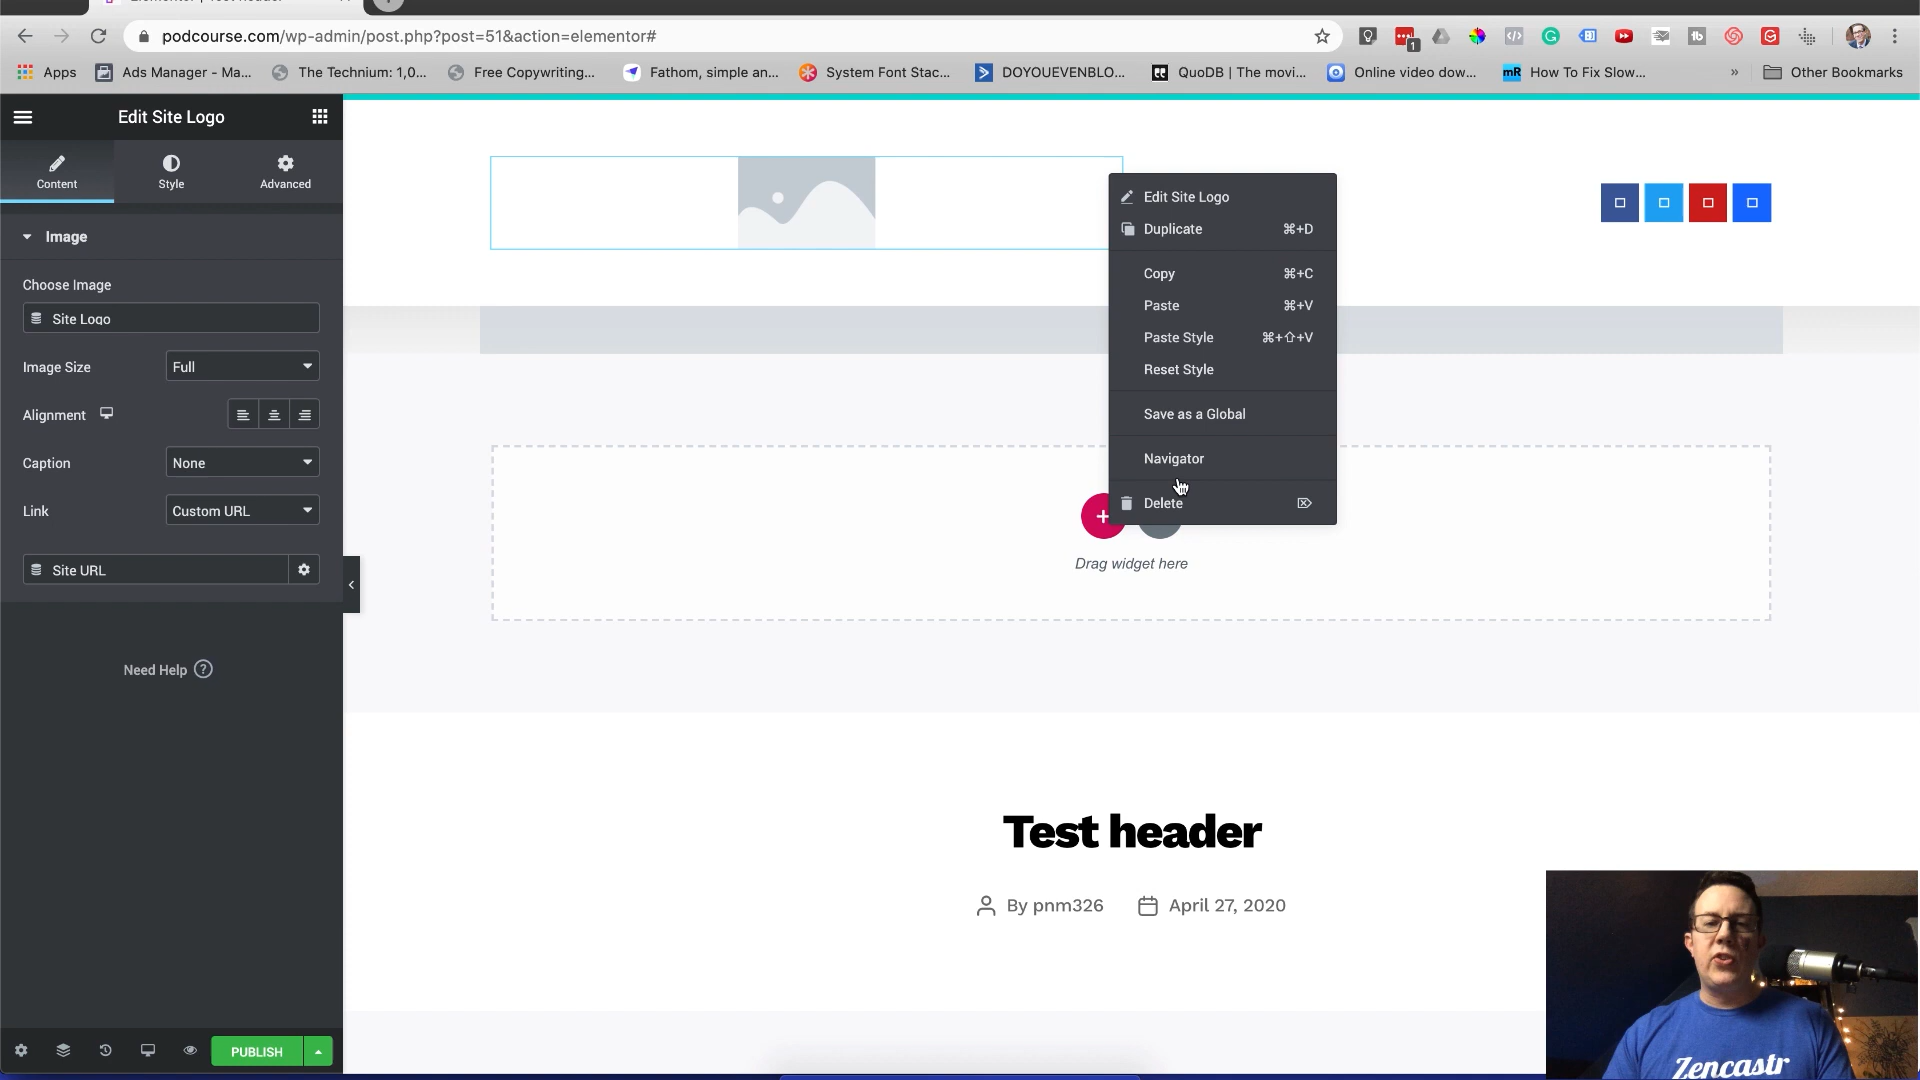 podcourse.com/wp-admin/post.php?post=51&action=elementor#
1
Apps
Ads Manager - Ma...
The Technium: 1,0...
Free Copywriting...
Fathom, simple an...
System Font Stac...
DOYOUEVENBLO...
QuoDB | The movi...
Online video dow...
mR How To Fix Slow...
»
Other Bookmarks
Edit Site Logo
Content
Style
Advanced
Image
Choose Image
Site Logo
Image Size
Full
Alignment
Caption
None
Link
Custom URL
Site URL
Need Help ?
PUBLISH
Edit Site Logo
Duplicate ⌘+D
Copy ⌘+C
Paste ⌘+V
Paste Style ⌘+⇧+V
Reset Style
Save as a Global
Navigator
Delete
Drag widget here
Test header
By pnm326
April 27, 2020
Zencastr